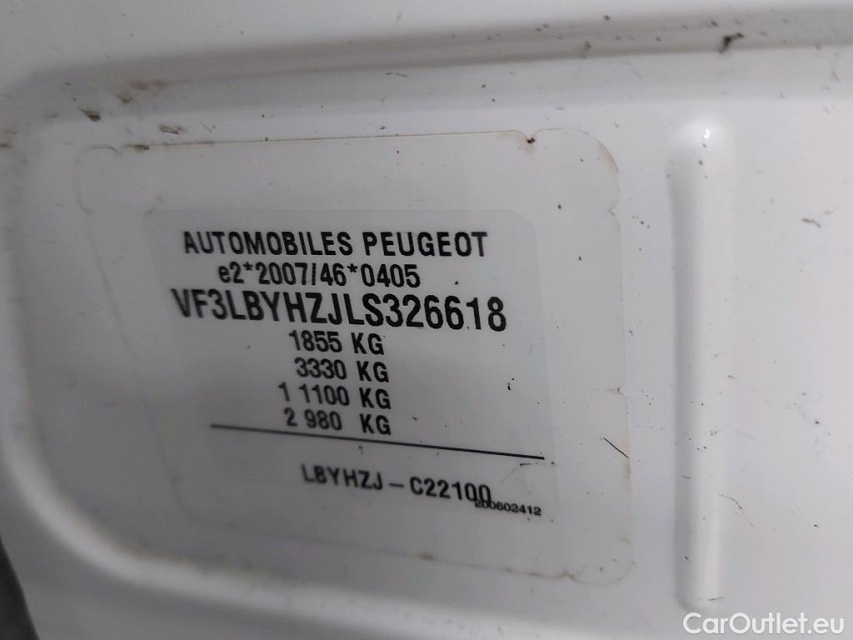 AUTOMOBILES PEUGEOT
e2*2007/46*0405
VF3LBYHZJLS326618
1855 KG
3330 KG
1 1100 KG
2 980 KG
LBYHZJ - C22100
200602412
CarOutlet.eu